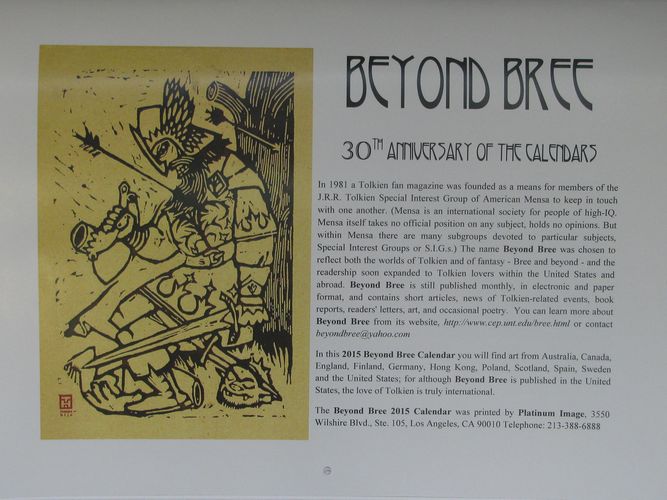 BEYOND BREE
30TH ANNIVERSARY OF THE CALENDARS
In 1981 a Tolkien fan magazine was founded as a means for members of the
J.R.R. Tolkien Special Interest Group of American Mensa to keep in touch
with one another. (Mensa is an international society for people of high-IQ.
Mensa itself takes no official position on any subject, holds no opinions. But
within Mensa there are many subgroups devoted to particular subjects,
Special Interest Groups or S.I.G.s.) The name Beyond Bree was chosen to
reflect both the worlds of Tolkien and of fantasy - Bree and beyond - and the
readership soon expanded to Tolkien lovers within the United States and
abroad. Beyond Bree is still published monthly, in electronic and paper
format, and contains short articles, news of Tolkien-related events, book
reports, readers' letters, art, and occasional poetry. You can learn more about
Beyond Bree from its website, http://www.cep.unt.edu/bree.html or contact
beyondbree@yahoo.com
In this 2015 Beyond Bree Calendar you will find art from Australia, Canada,
England, Finland, Germany, Hong Kong, Poland, Scotland, Spain, Sweden
and the United States; for although Beyond Bree is published in the United
States, the love of Tolkien is truly international.
The Beyond Bree 2015 Calendar was printed by Platinum Image, 3550
Wilshire Blvd., Ste. 105, Los Angeles, CA 90010 Telephone: 213-388-6888